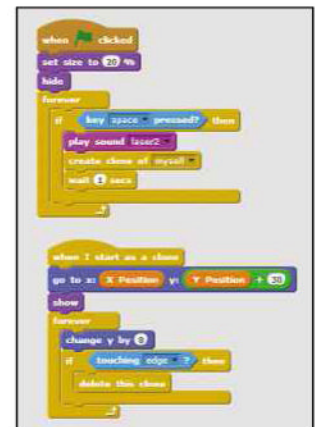 when clicked
set size to 20 %
hide
forever
if key space pressed? then
play sound laser2
create clone of myself
wait 1 secs
when I start as a clone
go to x: X Position y: Y Position + 30
show
forever
change y by
if touching edge ? then
delete this clone